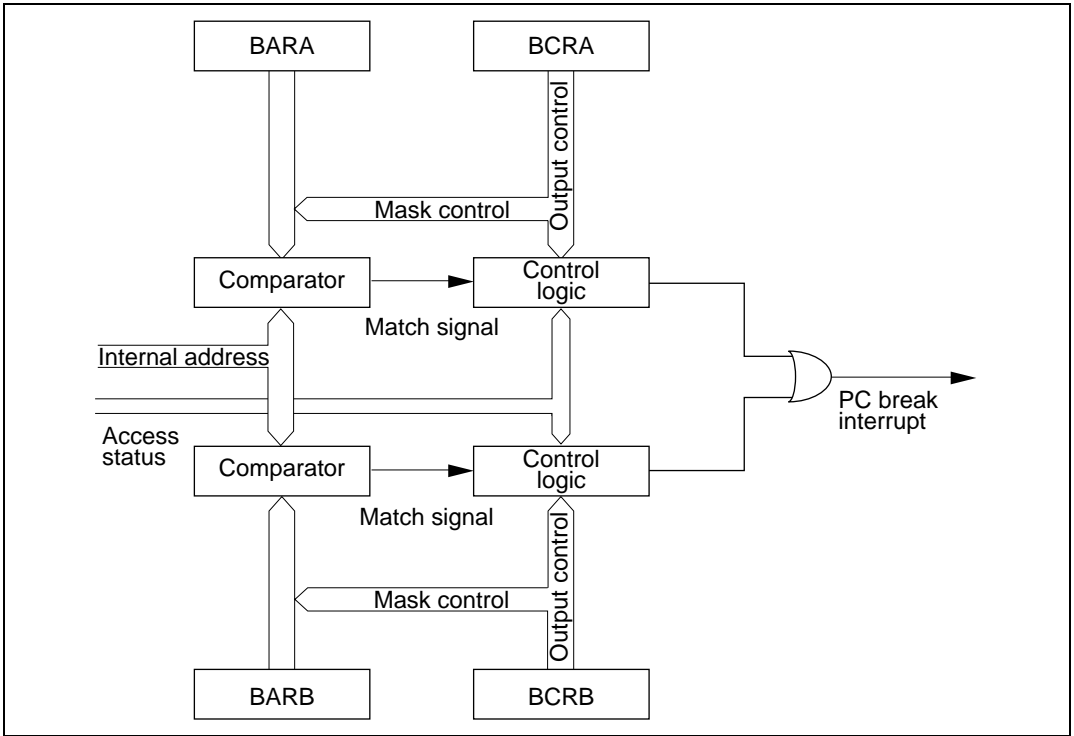 BARA
BCRA
Output control
Mask control
Comparator
Control
logic
Match signal
Internal address
Access
status
PC break
interrupt
Comparator
Control
logic
Match signal
Output control
Mask control
BARB
BCRB